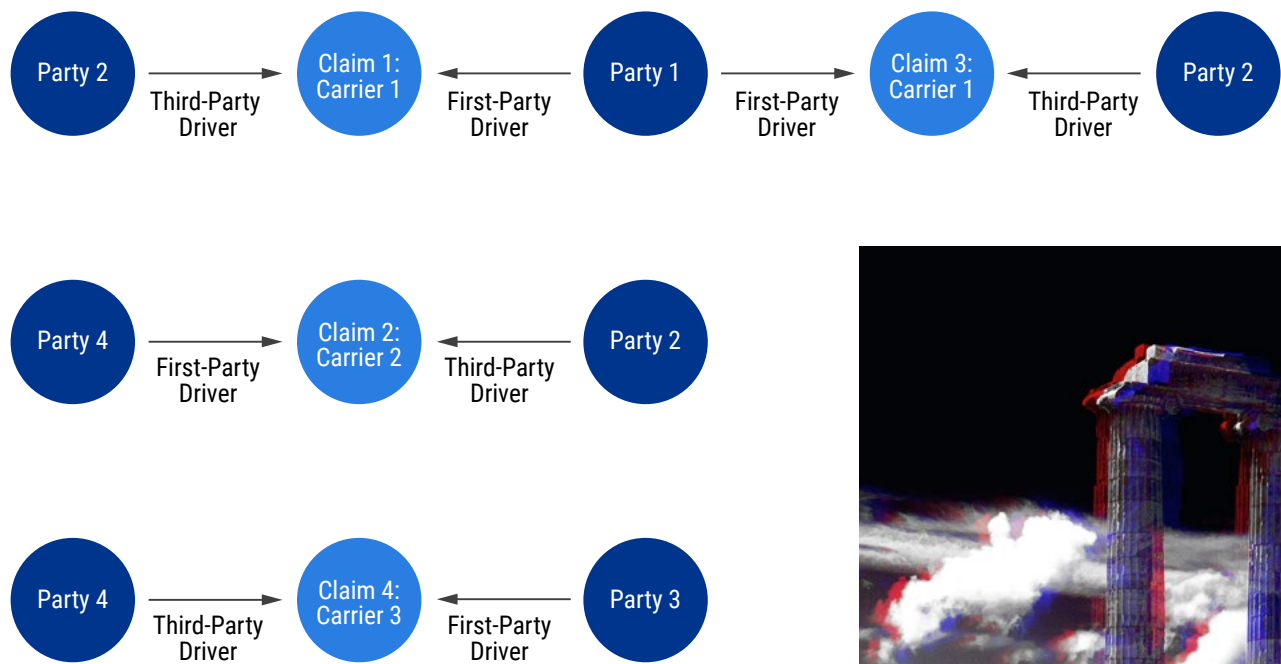 Party 2
Third-Party
Driver
Claim 1:
Carrier 1
First-Party
Driver
Party 1
First-Party
Driver
Claim 3:
Carrier 1
Third-Party
Driver
Party 2
Party 4
First-Party
Driver
Claim 2:
Carrier 2
Third-Party
Driver
Party 2
Party 4
Third-Party
Driver
Claim 4:
Carrier 3
First-Party
Driver
Party 3